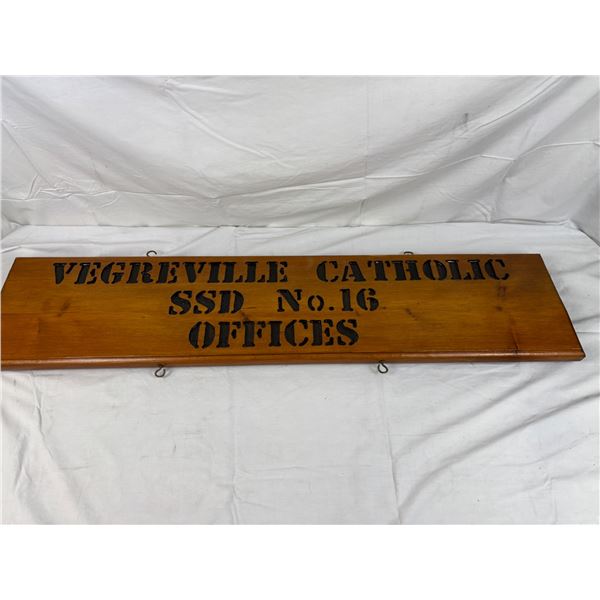 VEGREVILLE CATHOLIC
SSD No. 16
OFFICES